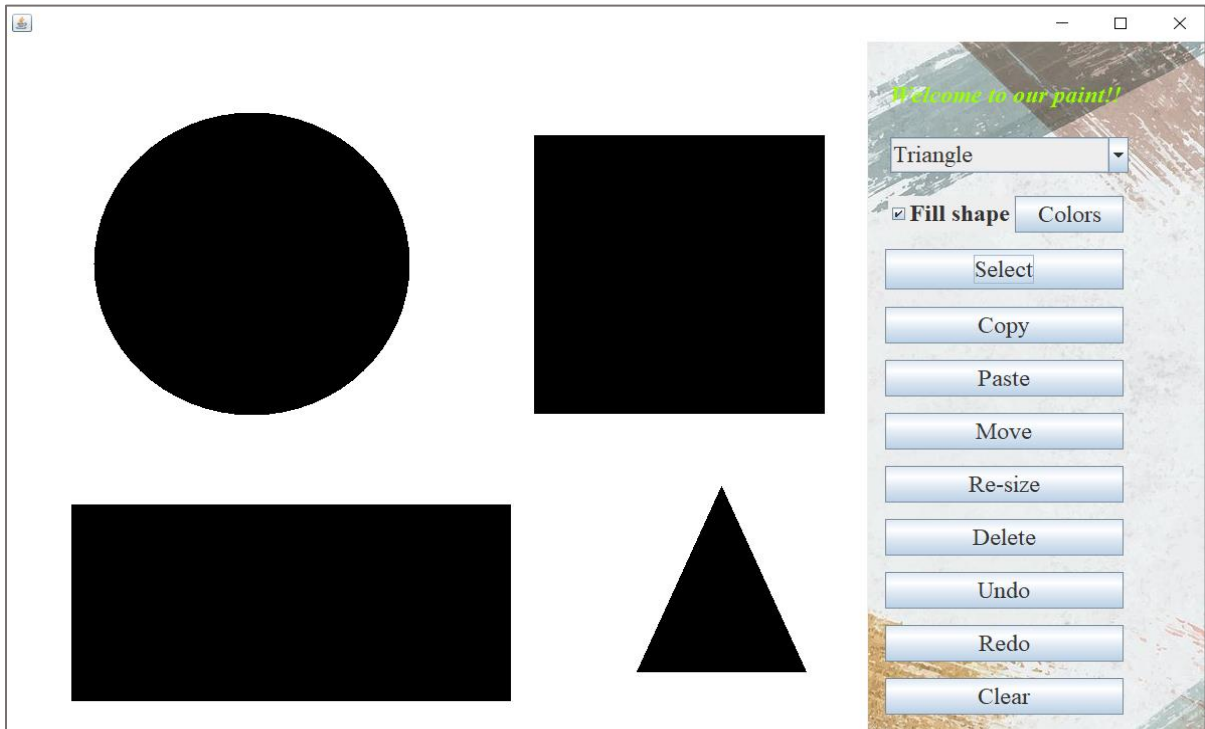 Welcome to our paint!!
Triangle
Fill shape Colors
Select
Copy
Paste
Move
Re-size
Delete
Undo
Redo
Clear